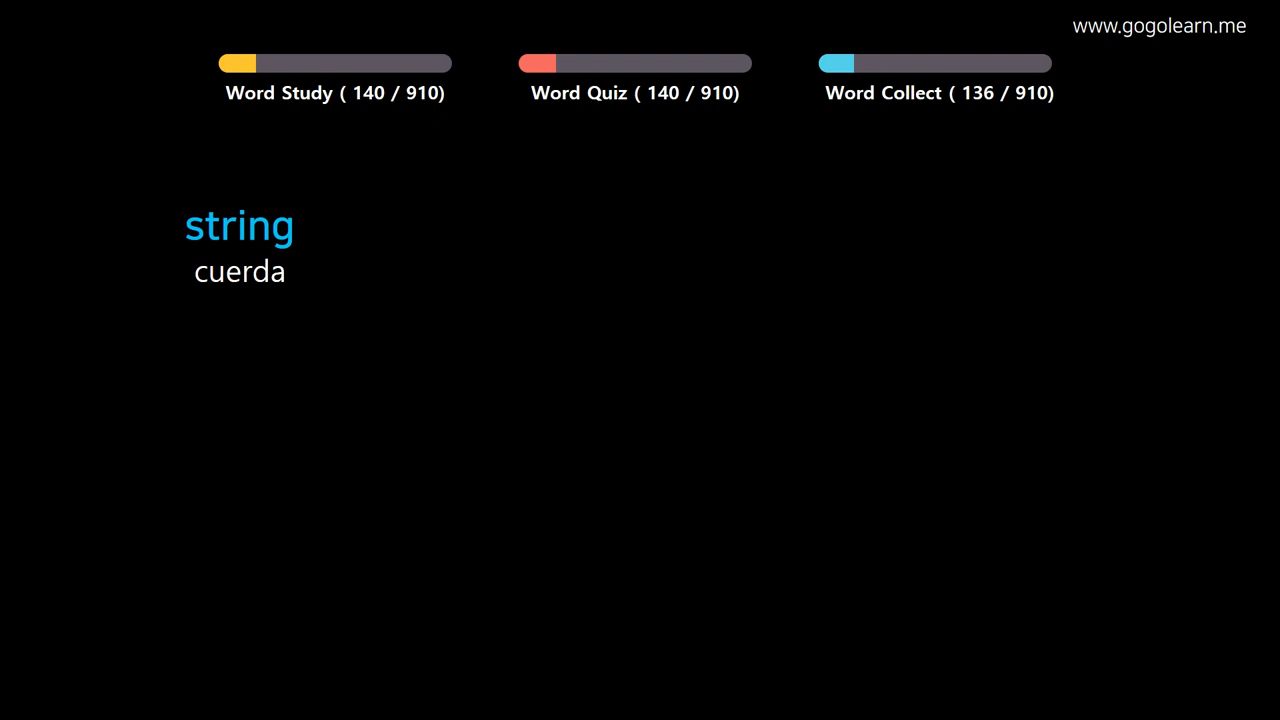 www.gogolearn.me
Word Study ( 140 / 910)
Word Quiz ( 140 / 910)
Word Collect ( 136 / 910)
string
cuerda